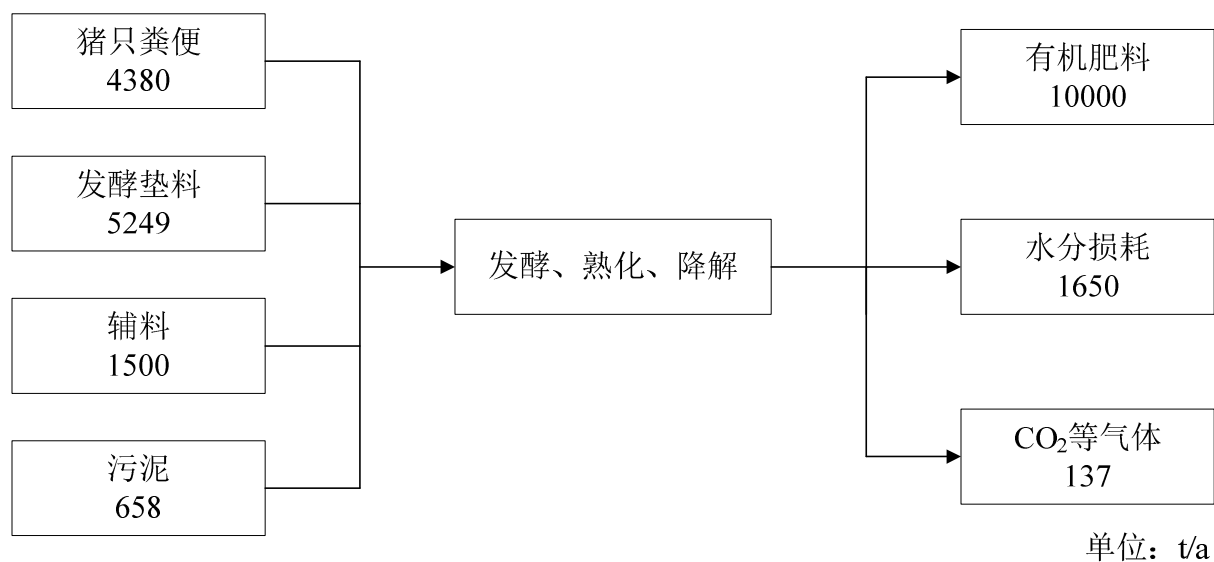 猪只粪便
4380
发酵垫料
5249
辅料
1500
污泥
658
发酵、熟化、降解
有机肥料
10000
水分损耗
1650
CO₂等气体
137
单位：t/a